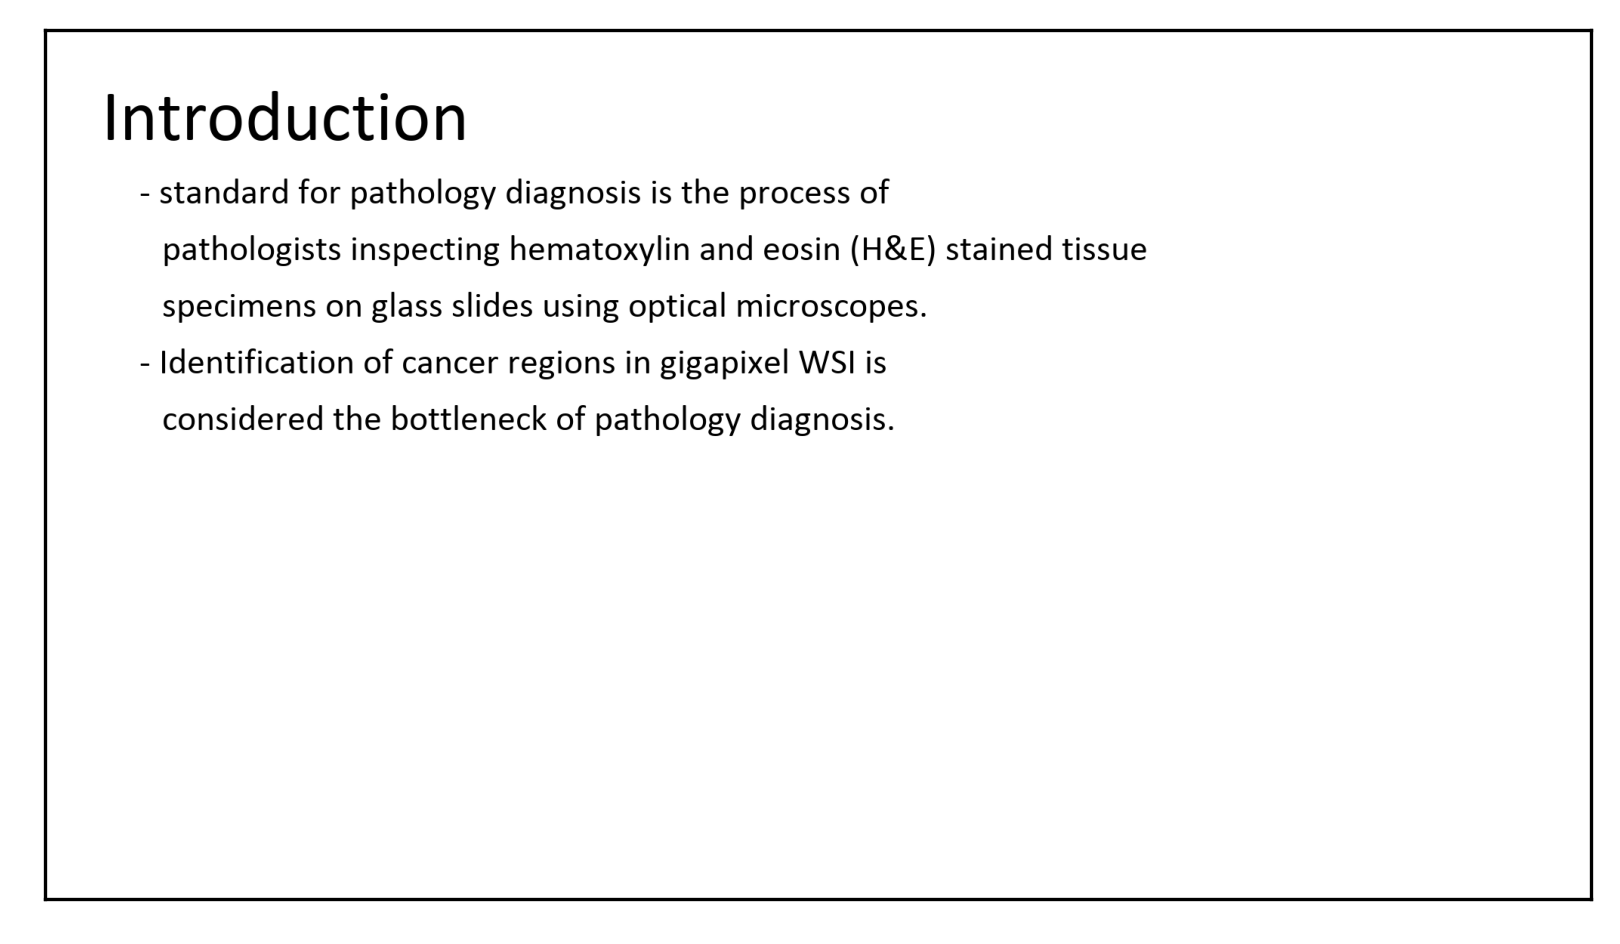 Introduction
- standard for pathology diagnosis is the process of
pathologists inspecting hematoxylin and eosin (H&E) stained tissue
specimens on glass slides using optical microscopes.
- Identification of cancer regions in gigapixel WSI is
considered the bottleneck of pathology diagnosis.